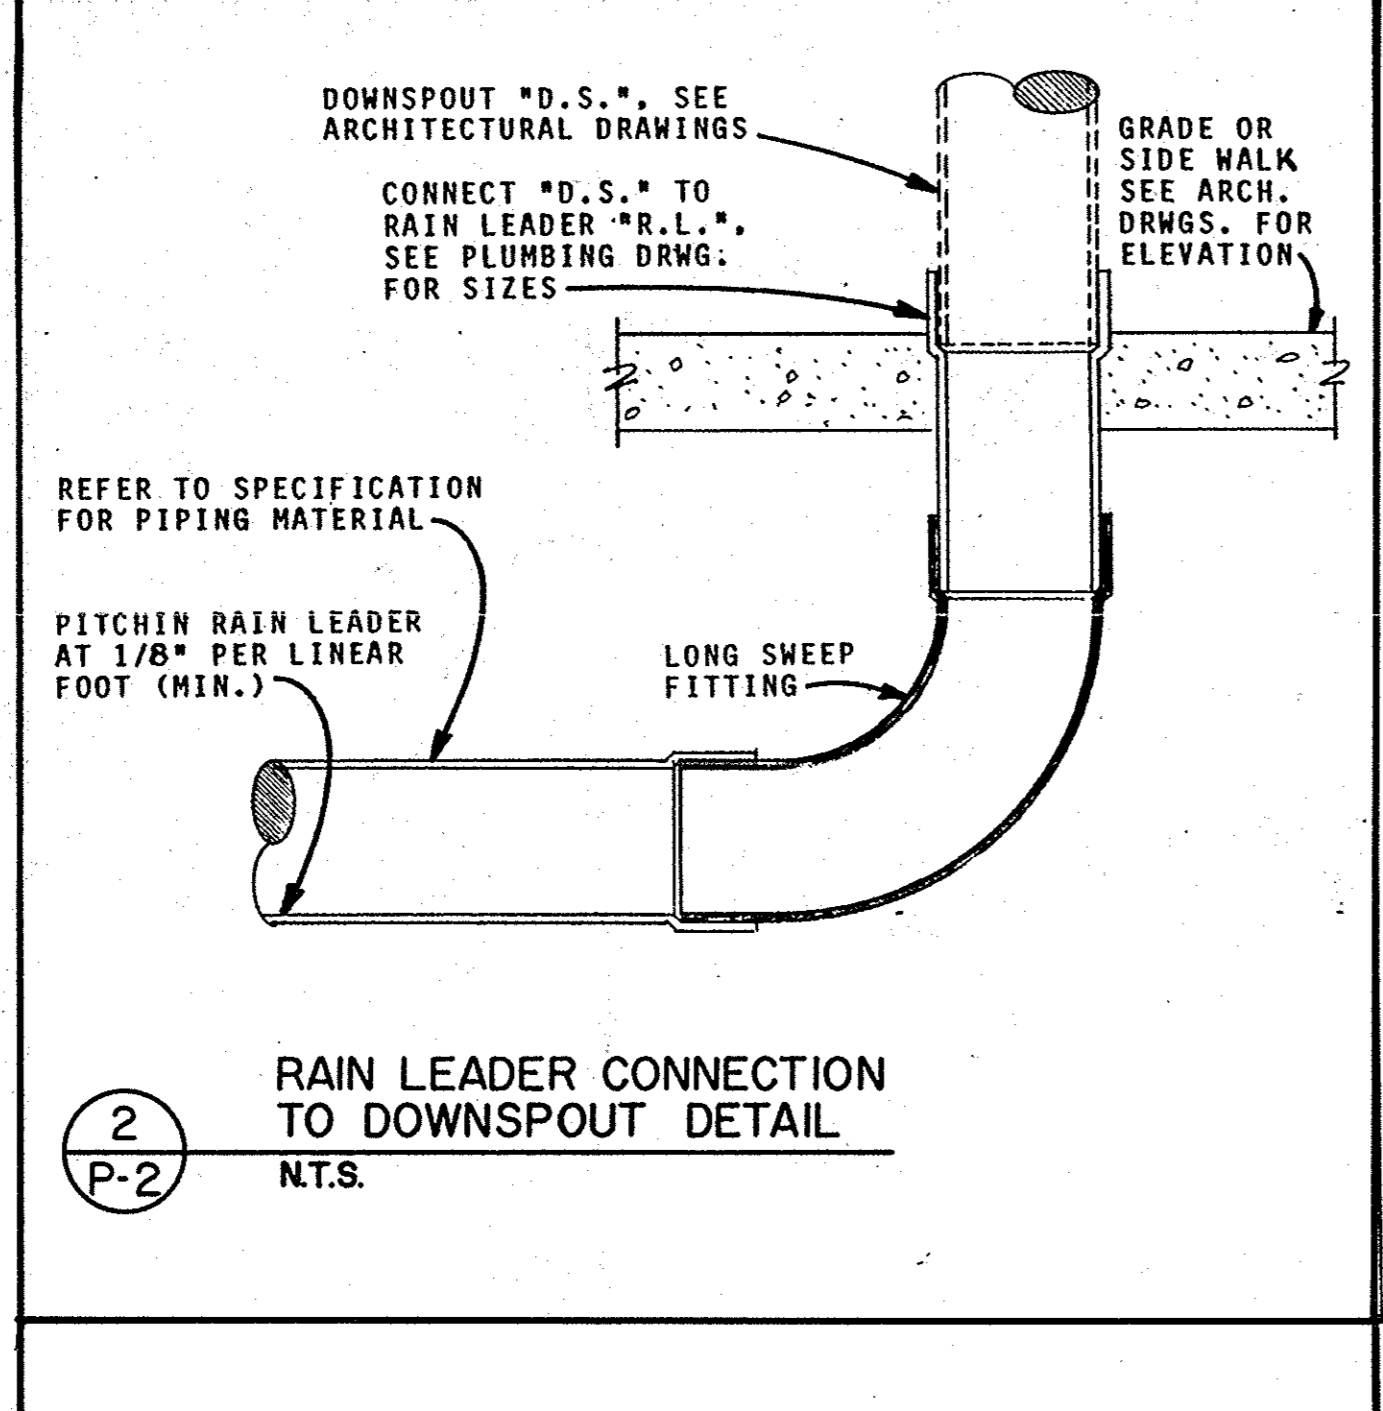 DOWNSPOUT "D.S.", SEE
ARCHITECTURAL DRAWINGS
CONNECT "D.S." TO
RAIN LEADER "R.L.",
SEE PLUMBING DRWG.
FOR SIZES
GRADE OR
SIDE WALK
SEE ARCH.
DRWGS. FOR
ELEVATION
REFER TO SPECIFICATION
FOR PIPING MATERIAL
PITCHIN RAIN LEADER
AT 1/8" PER LINEAR
FOOT (MIN.)
LONG SWEEP
FITTING
RAIN LEADER CONNECTION
TO DOWNSPOUT DETAIL
N.T.S.
2
P-2